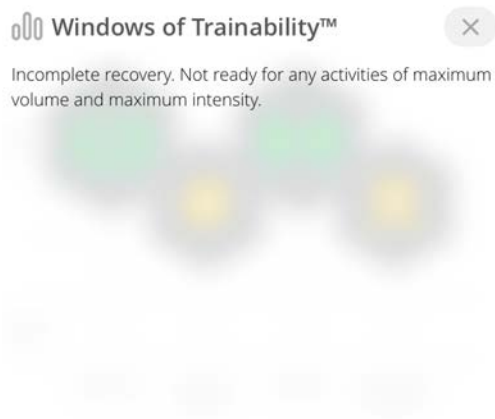 Windows of Trainability™
Incomplete recovery. Not ready for any activities of maximum
volume and maximum intensity.